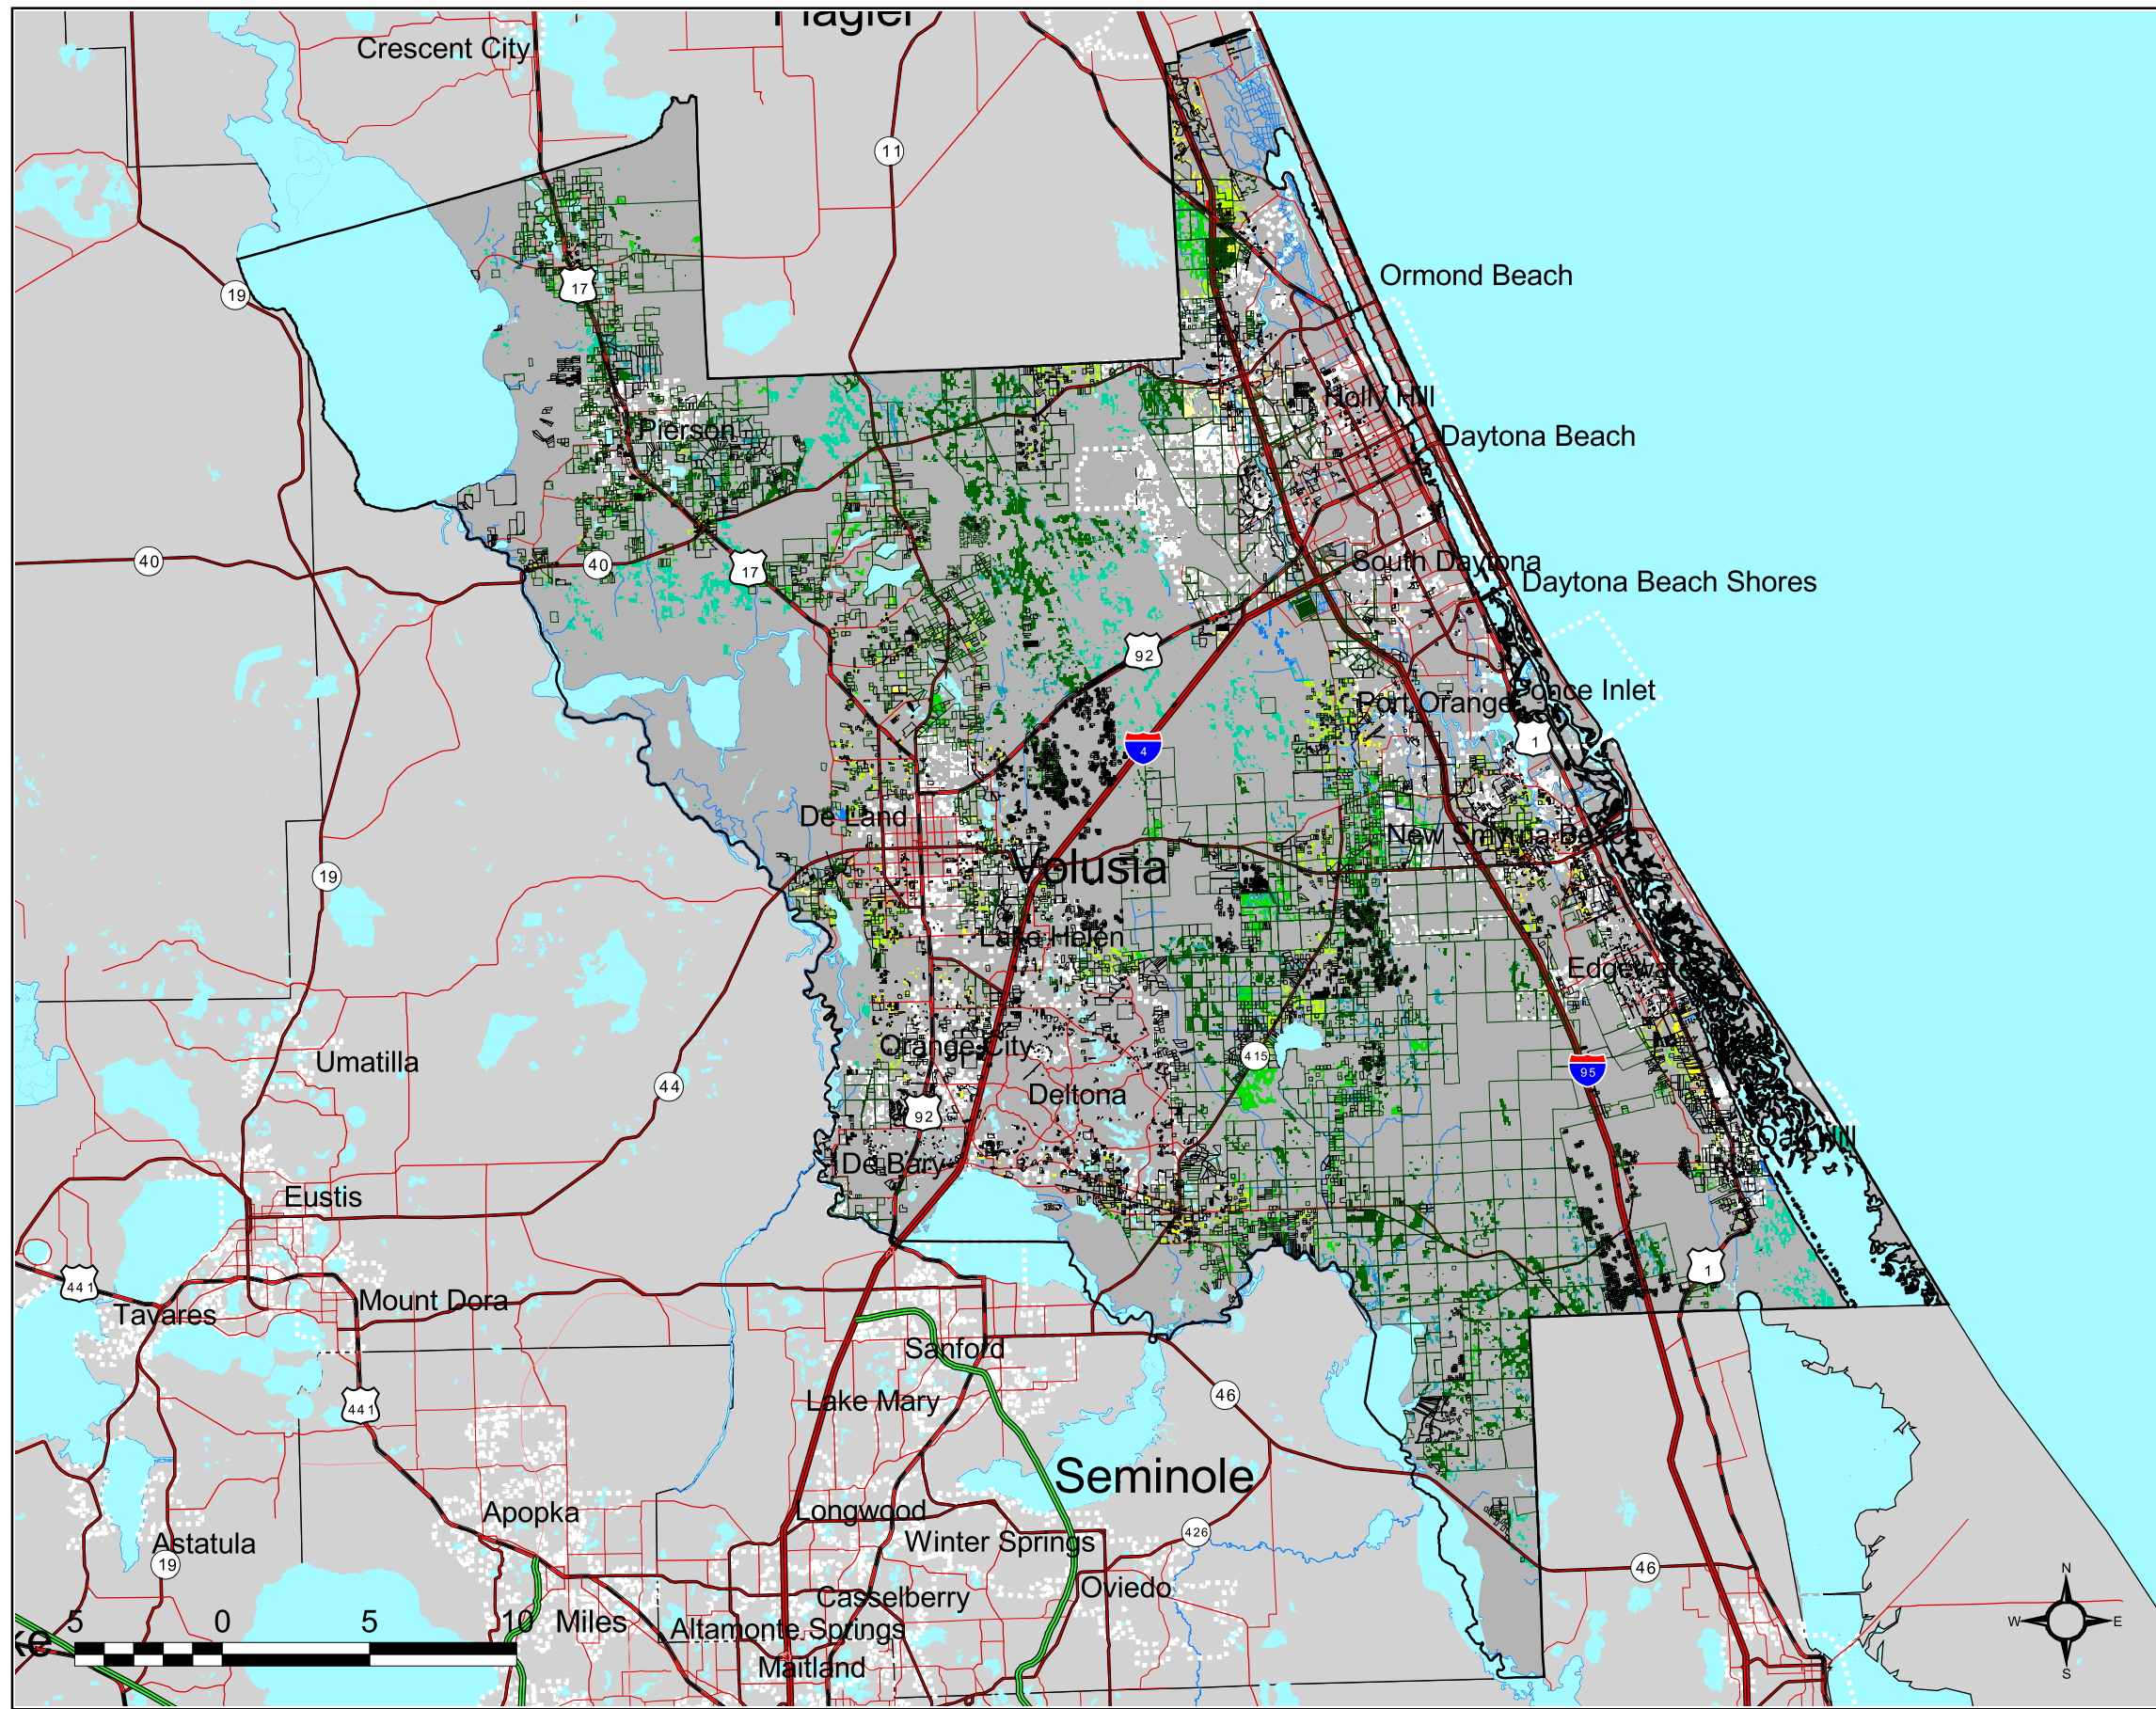 Flagler
Crescent City
11
Ormond Beach
17
19
Holly Hill
Pierson
Daytona Beach
40
40
17
South Daytona
Daytona Beach Shores
92
Ponce Inlet
Port Orange
1
4
De Land
New Smyrna Beach
Volusia
19
Lake Helen
Edgewater
Orange City
415
Umatilla
95
44
Deltona
92
Oak Hill
De Bary
Eustis
1
441
Mount Dora
Tavares
Sanford
46
Lake Mary
441
Seminole
Longwood
Apopka
426
Winter Springs
Astatula
19
46
Oviedo
Casselberry
N
W E
S
5 0 5 10 Miles
Altamonte Springs
ke
Maitland